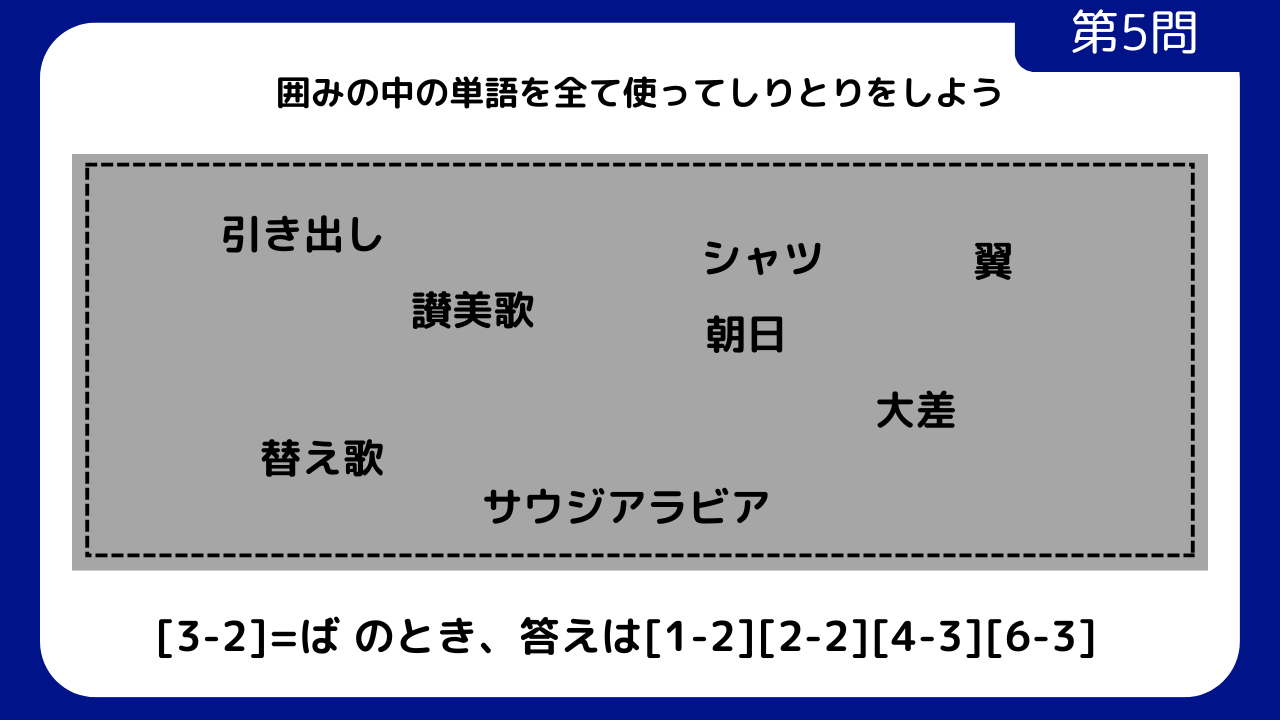 第5問
囲みの中の単語を全て使ってしりとりをしよう
引き出し
シャツ
翼
讃美歌
朝日
大差
替え歌
サウジアラビア
[3-2]=ば のとき、答えは[1-2][2-2][4-3][6-3]